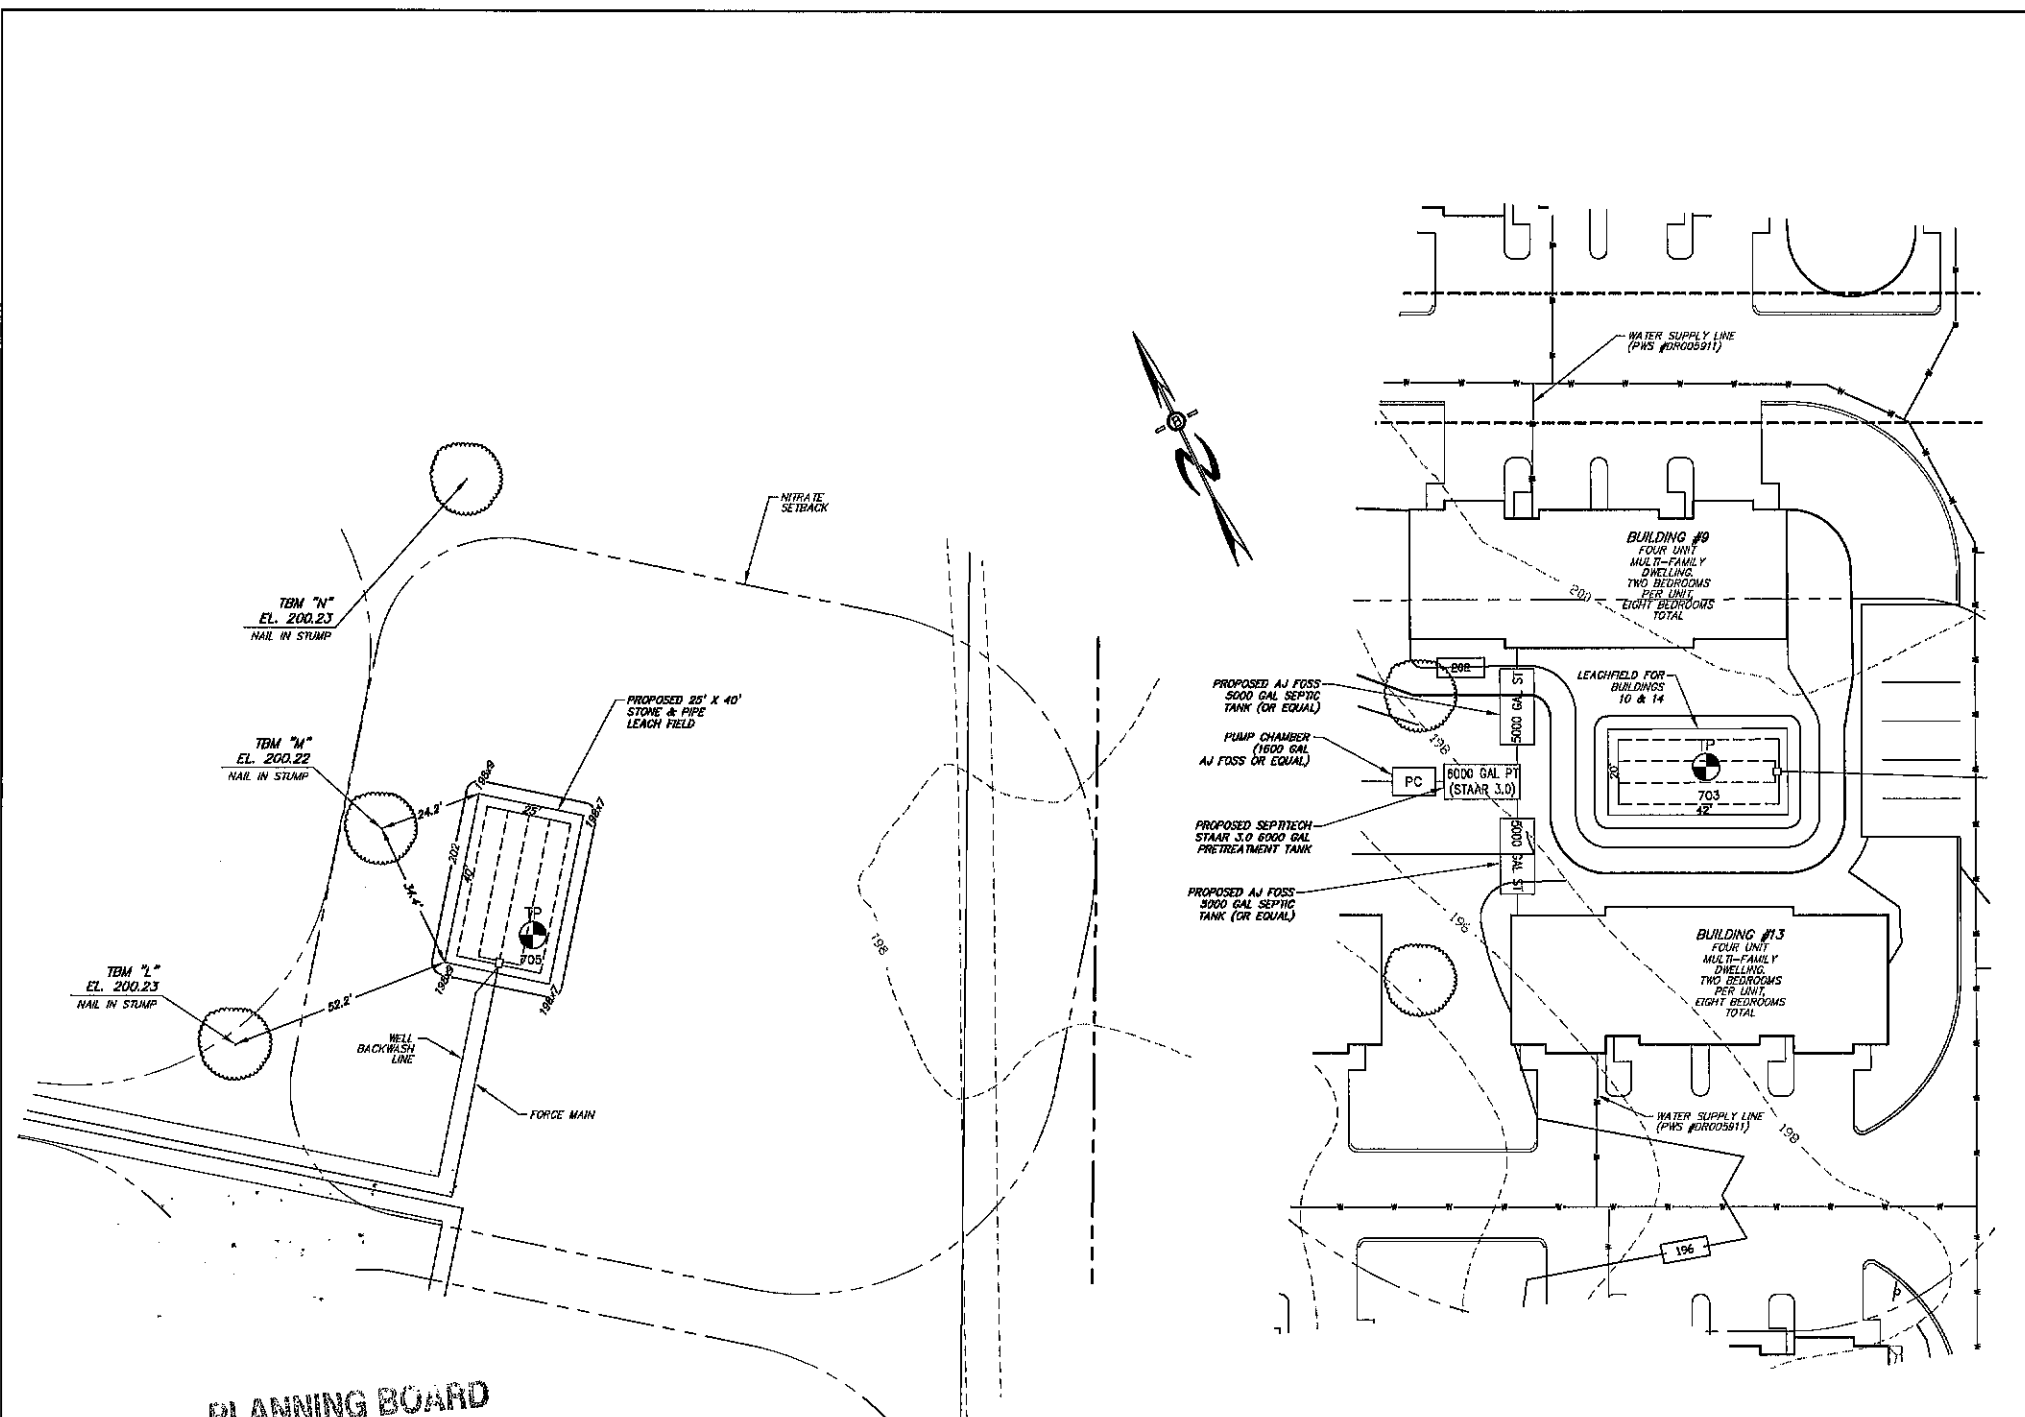 WATER SUPPLY LINE
(PWS #DR005911)
NITRATE
SETBACK
BUILDING #9
FOUR UNIT
MULTI-FAMILY
DWELLING,
TWO BEDROOMS
PER UNIT,
EIGHT BEDROOMS
TOTAL
200
TBM "N"
EL. 200.23
NAIL IN STUMP
PROPOSED 25' X 40'
STONE & PIPE
LEACH FIELD
TBM "M"
EL. 200.22
NAIL IN STUMP
24.2'
34.4'
198x9
198x7
25'
202
40'
TP
705
198x7
TBM "L"
EL. 200.23
NAIL IN STUMP
52.2'
WELL
BACKWASH
LINE
FORCE MAIN
198
PROPOSED AJ FOSS
5000 GAL SEPTIC
TANK (OR EQUAL)
5000 GAL ST
PUMP CHAMBER
(1600 GAL
AJ FOSS OR EQUAL)
PC
6000 GAL PT
(STAAR 3.0)
PROPOSED SEPTITECH
STAAR 3.0 6000 GAL
PRETREATMENT TANK
PROPOSED AJ FOSS
5000 GAL SEPTIC
TANK (OR EQUAL)
5000 GAL ST
198
196
LEACHFIELD FOR
BUILDINGS
10 & 14
TP
20'
703
42'
BUILDING #13
FOUR UNIT
MULTI-FAMILY
DWELLING,
TWO BEDROOMS
PER UNIT,
EIGHT BEDROOMS
TOTAL
WATER SUPPLY LINE
(PWS #DR005911)
198
196
PLANNING BOARD